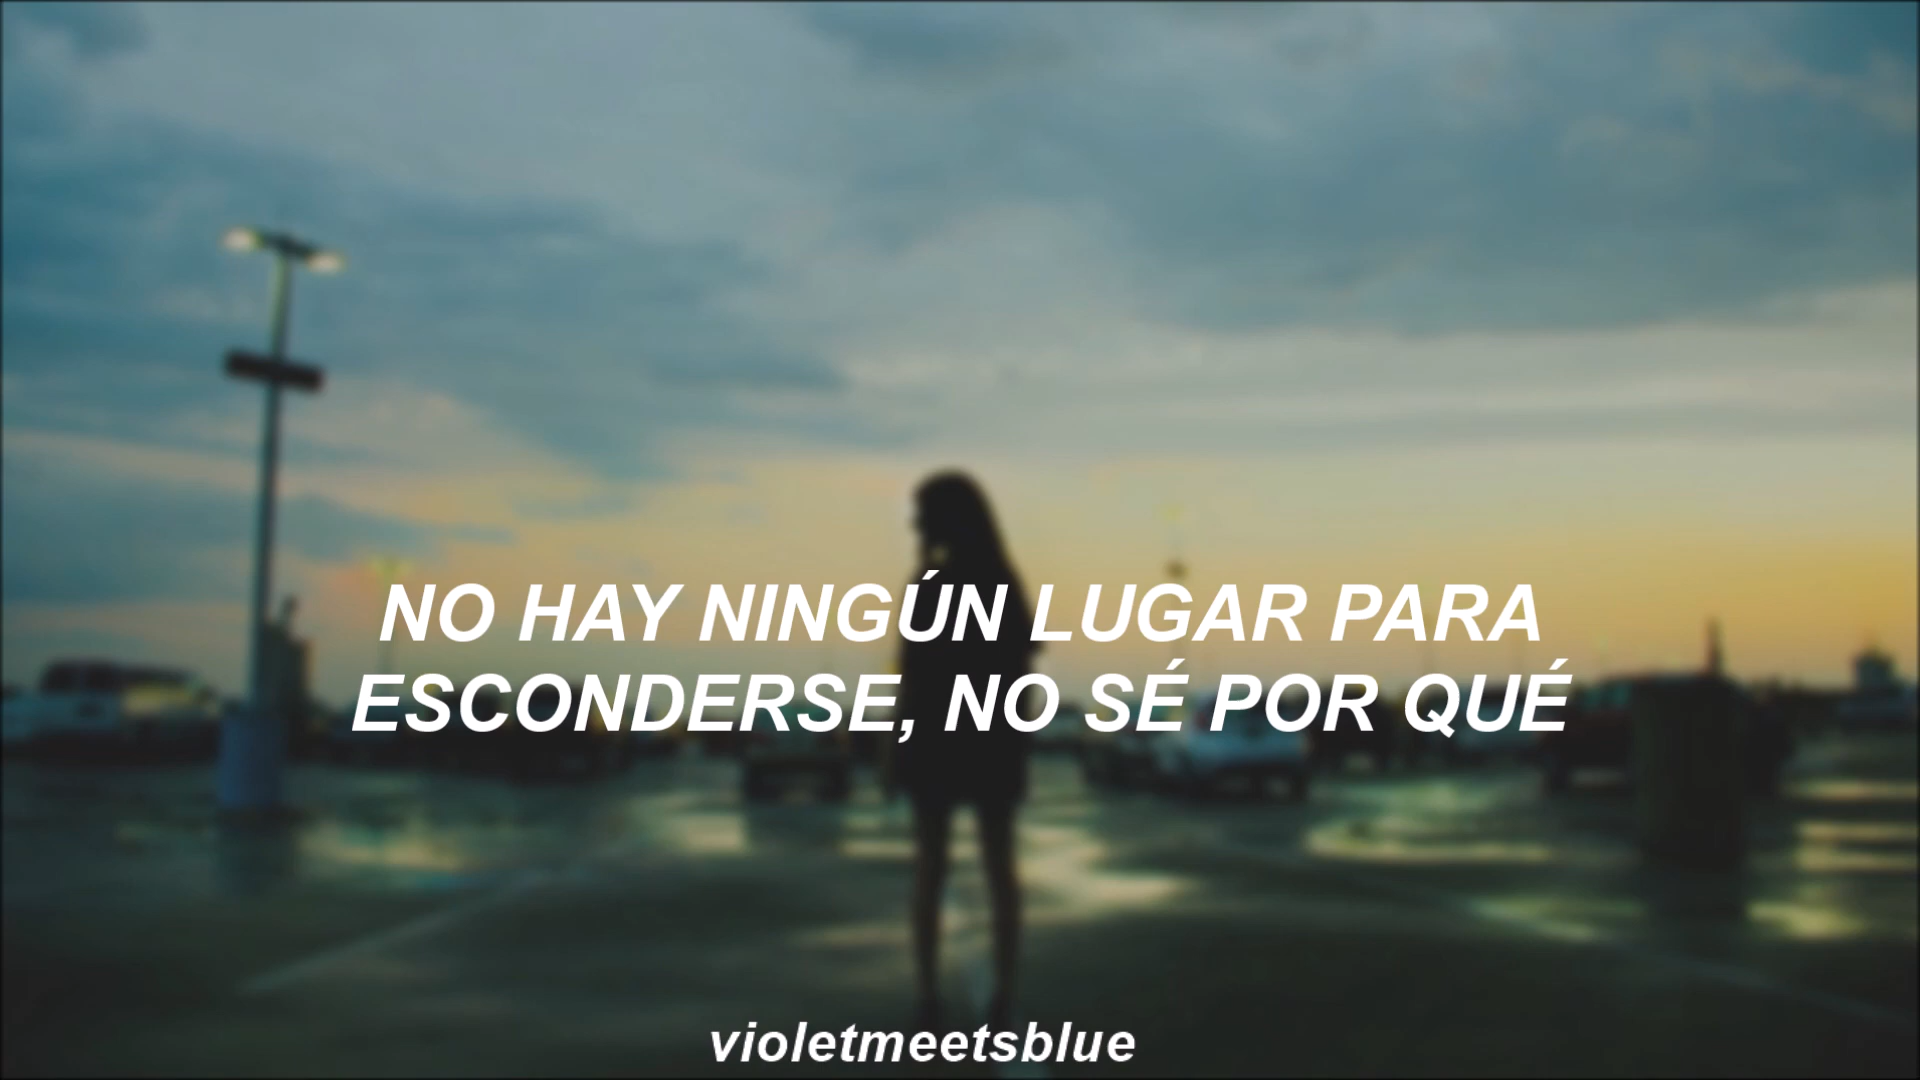 NO HAY NINGÚN LUGAR PARA
ESCONDERSE, NO SÉ POR QUÉ
violetmeetsblue